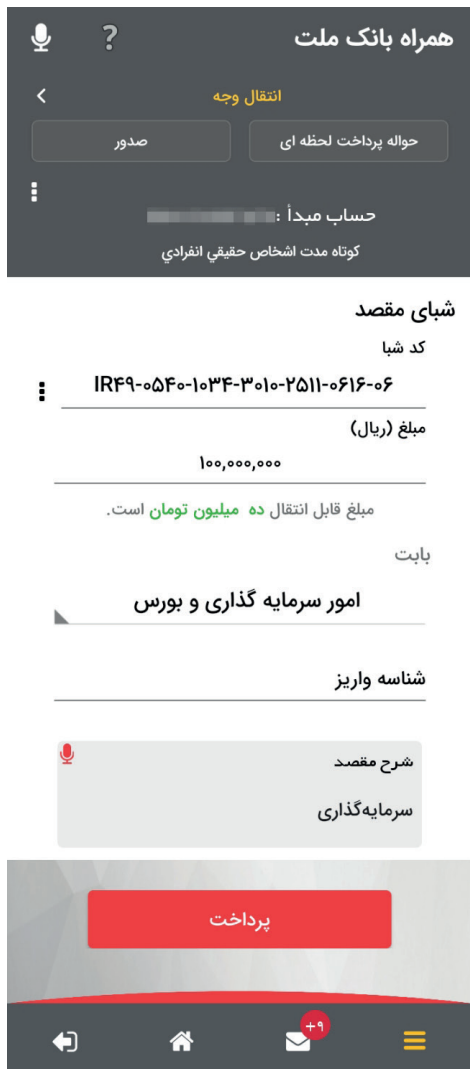 همراه بانک ملت
?
انتقال وجه
حواله پرداخت لحظه ای
صدور
حساب مبدأ :
کوتاه مدت اشخاص حقيقي انفرادي
شبای مقصد
کد شبا
IR۴۹-۰۵۴۰-۱۰۳۴-۳۰۱۰-۲۵۱۱-۰۶۱۶-۰۶
مبلغ (ریال)
۱۰۰,۰۰۰,۰۰۰
مبلغ قابل انتقال ده میلیون تومان است.
بابت
امور سرمایه گذاری و بورس
شناسه واریز
شرح مقصد
سرمایه‌گذاری
پرداخت
+۹